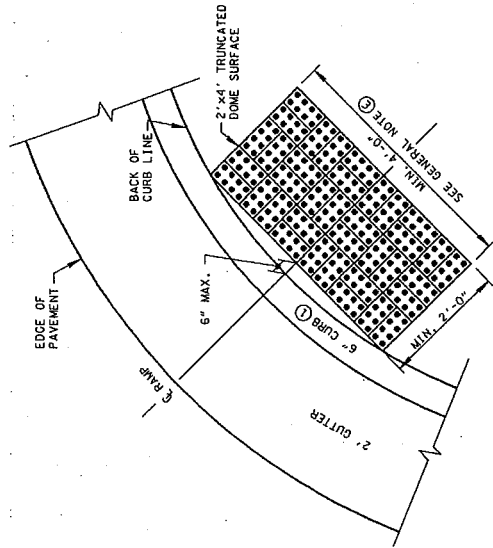 EDGE OF
PAVEMENT
BACK OF
CURB LINE
2'x4' TRUNCATED
DOME SURFACE
6" MAX.
℄ RAMP
6" CURB ①
2' GUTTER
MIN. 4'-0"
SEE GENERAL NOTE Ⓔ
MIN. 2'-0"